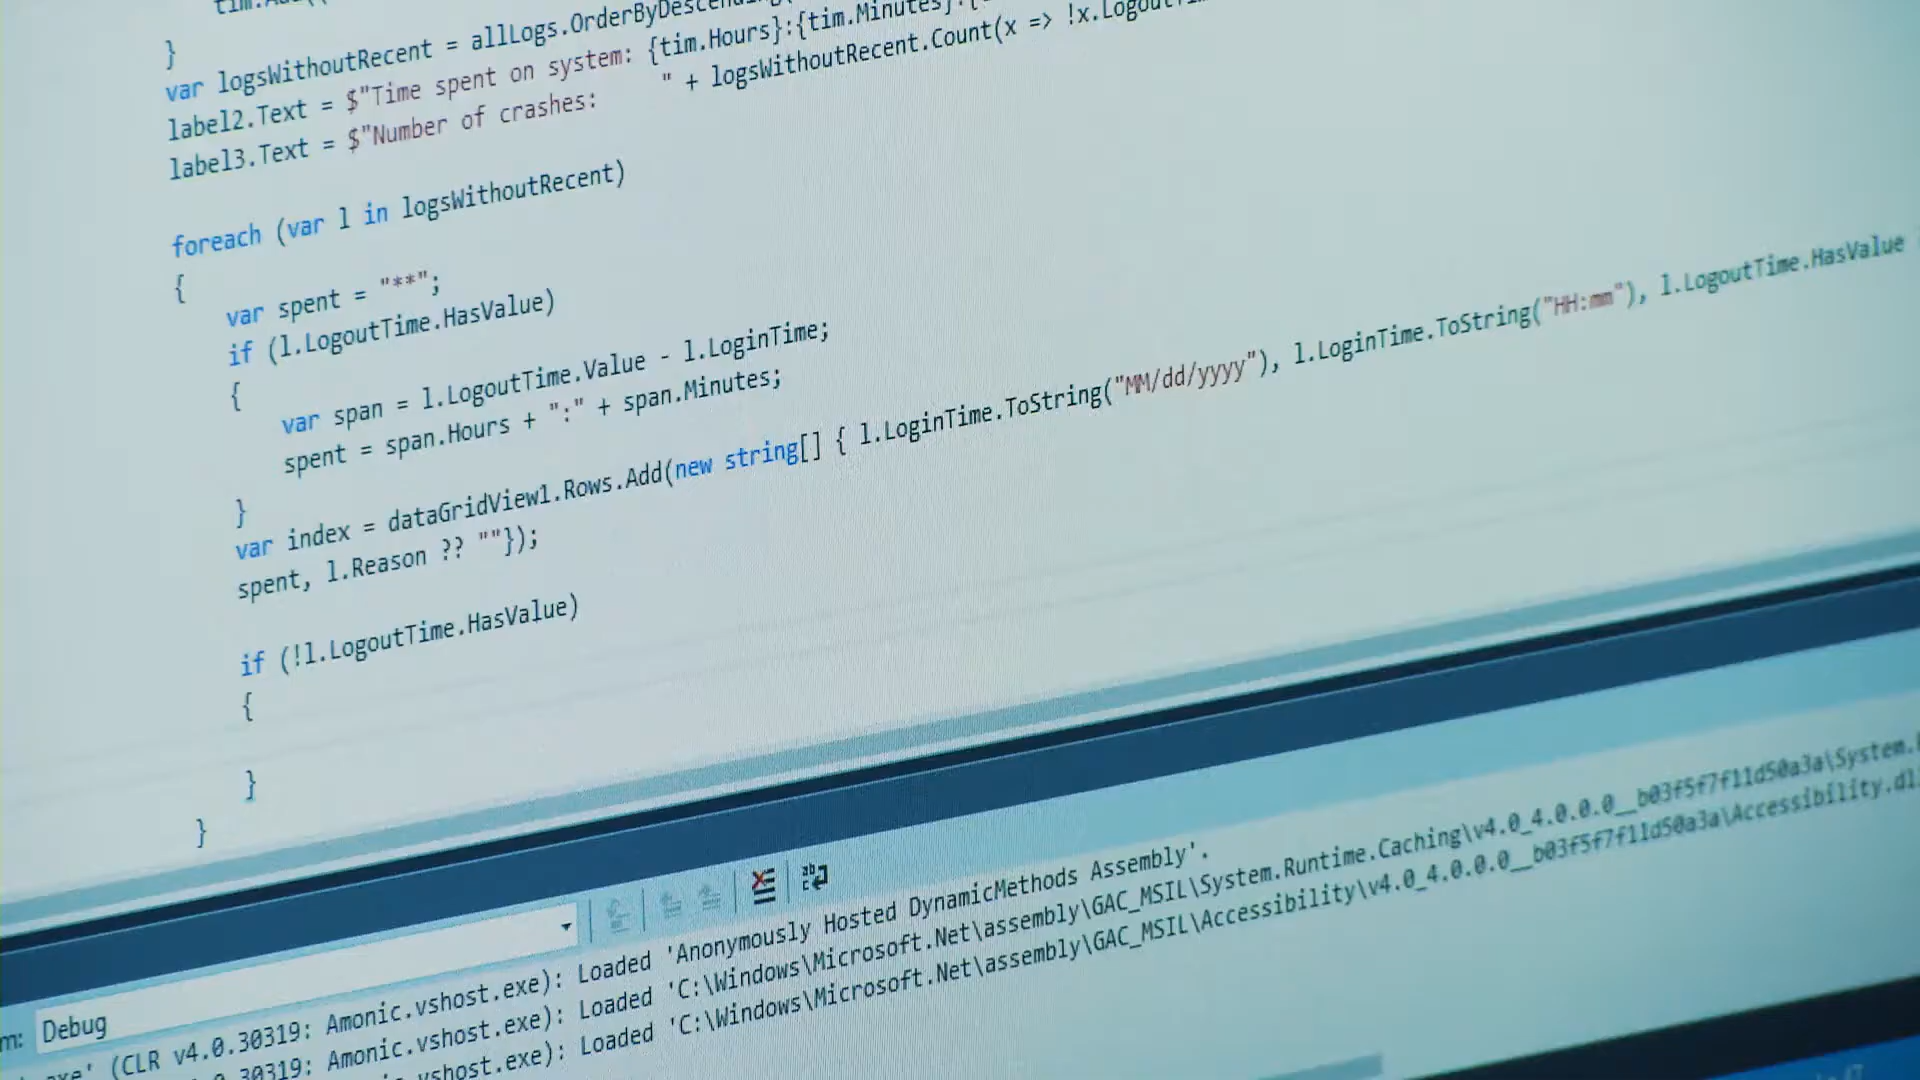 }
var logsWithoutRecent = allLogs.OrderByDescending(
label2.Text = $"Time spent on system: {tim.Hours}:{tim.Minutes}:{
label3.Text = $"Number of crashes:     " + logsWithoutRecent.Count(x => !x.LogoutTime
foreach (var l in logsWithoutRecent)
{
var spent = "**";
if (l.LogoutTime.HasValue)
{
var span = l.LogoutTime.Value - l.LoginTime;
spent = span.Hours + ":" + span.Minutes;
}
var index = dataGridView1.Rows.Add(new string[] { l.LoginTime.ToString("MM/dd/yyyy"), l.LoginTime.ToString("HH:mm"), l.LogoutTime.HasValue
spent, l.Reason ?? ""});
if (!l.LogoutTime.HasValue)
{
}
}
m: Debug
.exe' (CLR v4.0.30319: Amonic.vshost.exe): Loaded 'Anonymously Hosted DynamicMethods Assembly'.
.0.30319: Amonic.vshost.exe): Loaded 'C:\Windows\Microsoft.Net\assembly\GAC_MSIL\System.Runtime.Caching\v4.0_4.0.0.0__b03f5f7f11d50a3a\System.
vshost.exe): Loaded 'C:\Windows\Microsoft.Net\assembly\GAC_MSIL\Accessibility\v4.0_4.0.0.0__b03f5f7f11d50a3a\Accessibility.dl